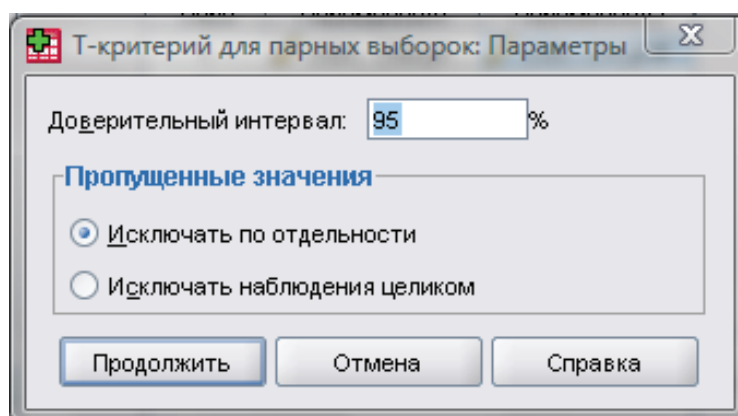 Т-критерий для парных выборок: Параметры
Доверительный интервал: 95 %
Пропущенные значения
Исключать по отдельности
Исключать наблюдения целиком
Продолжить Отмена Справка